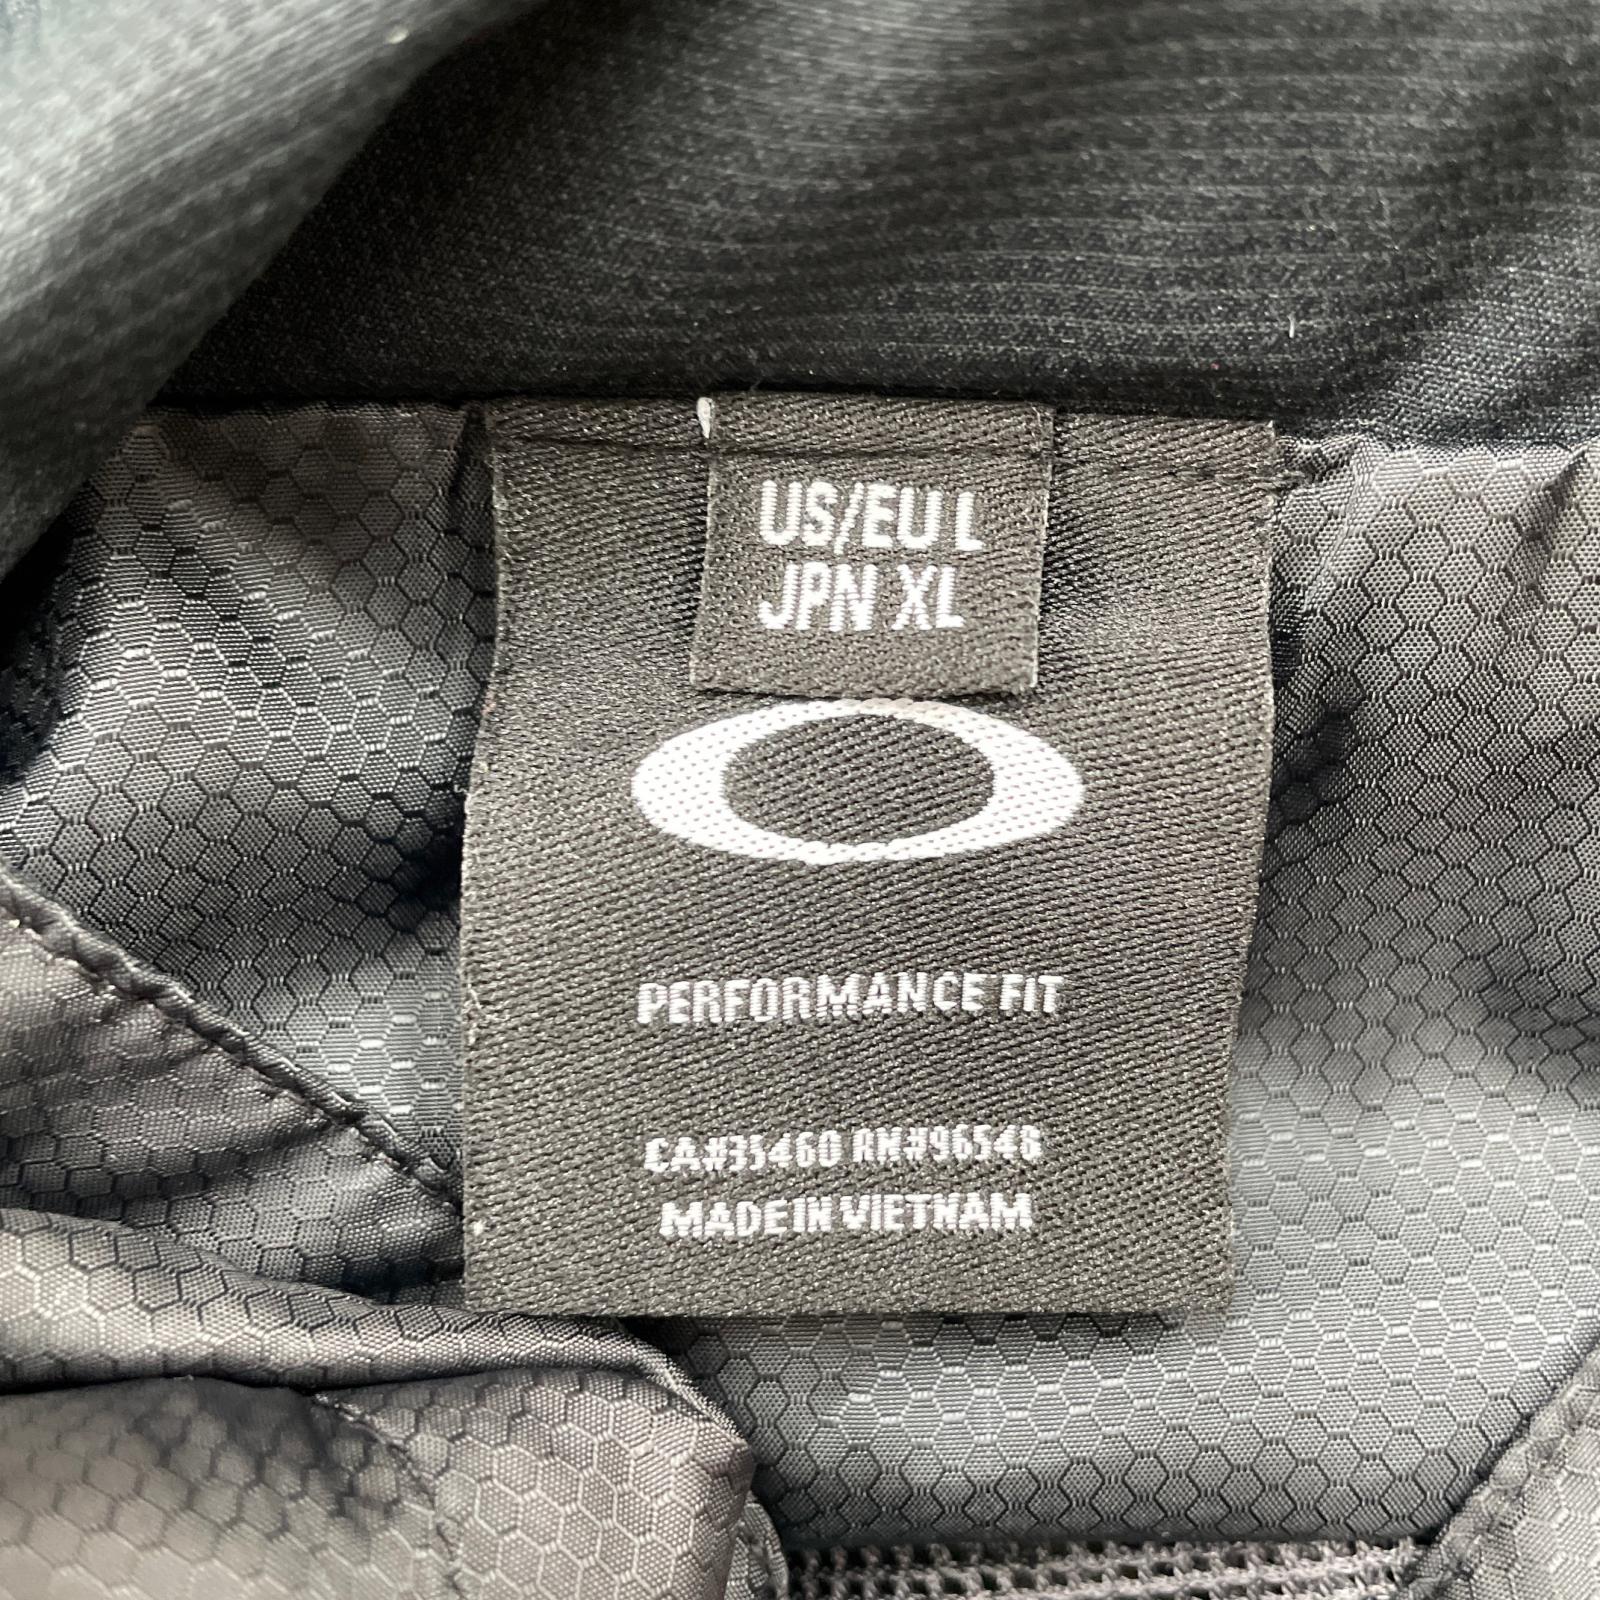 US/EU L
JPN XL
PERFORMANCE FIT
CA#35460 RN#96548
MADE IN VIETNAM